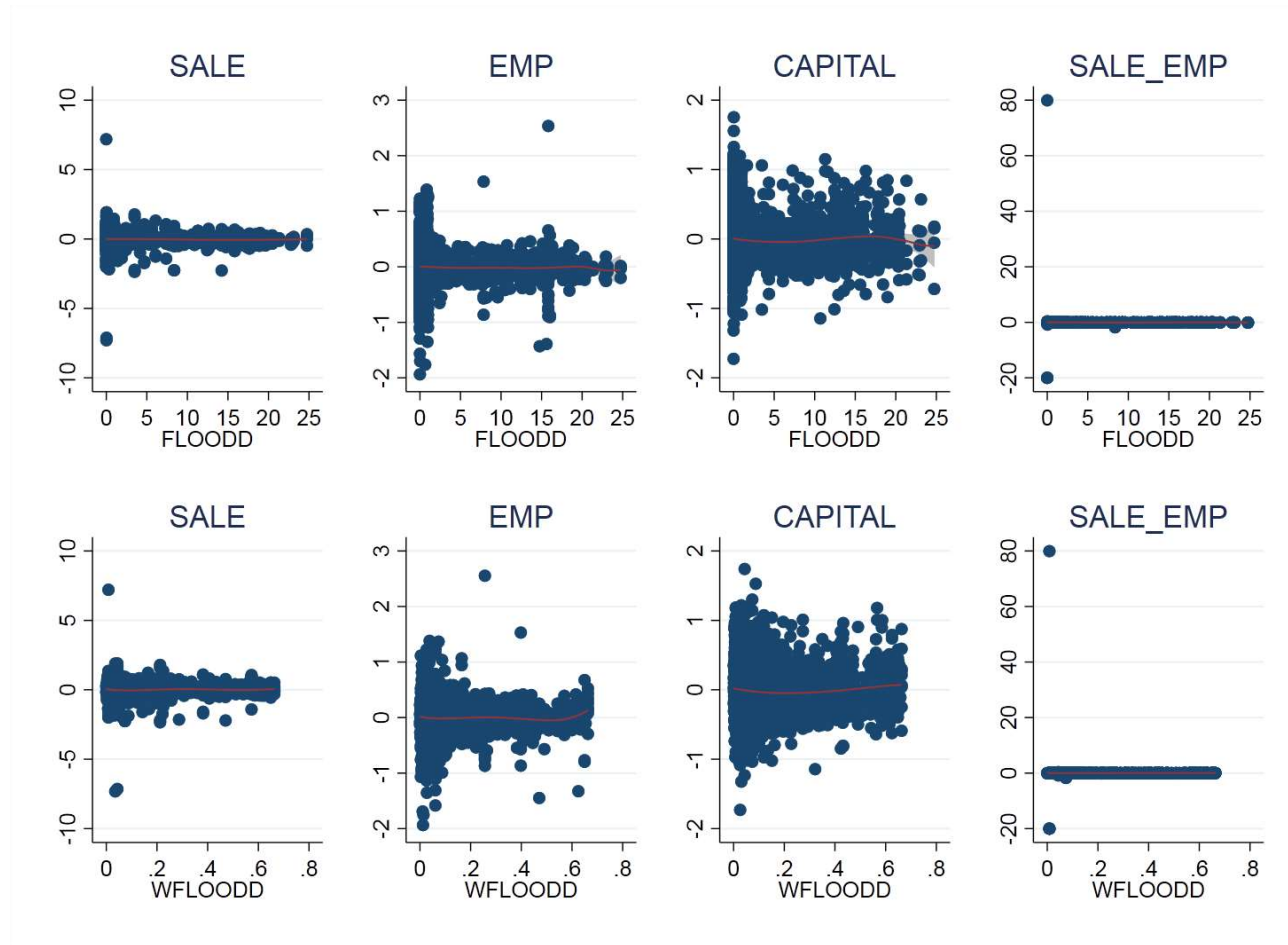 SALE EMP CAPITAL SALE_EMP
10 3 2 80
5 2 1 60
0 1 0 40
-5 0 -1 20
-10 -1 -2 0
-2 -20
0 5 10 15 20 25 0 5 10 15 20 25 0 5 10 15 20 25 0 5 10 15 20 25
FLOODD FLOODD FLOODD FLOODD
SALE EMP CAPITAL SALE_EMP
10 3 2 80
5 2 1 60
0 1 0 40
-5 0 -1 20
-10 -1 -2 0
-2 -20
0 .2 .4 .6 .8 0 .2 .4 .6 .8 0 .2 .4 .6 .8 0 .2 .4 .6 .8
WFLOODD WFLOODD WFLOODD WFLOODD